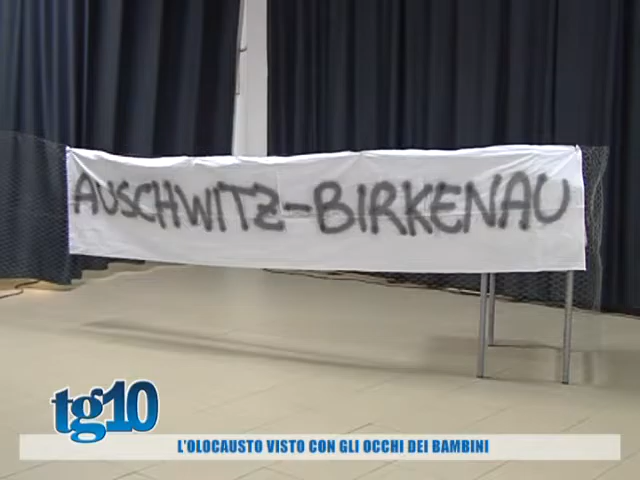 AUSCHWITZ-BIRKENAU
tg10
L'OLOCAUSTO VISTO CON GLI OCCHI DEI BAMBINI